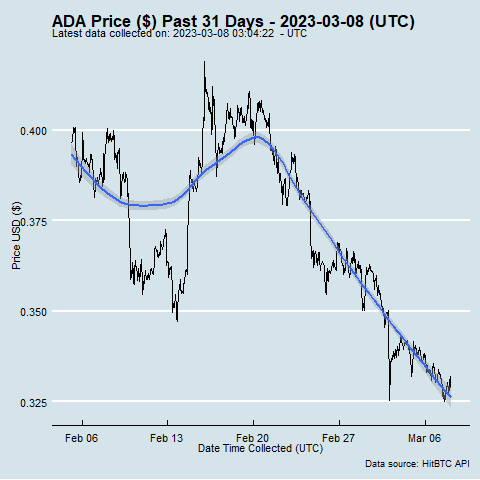 ADA Price ($) Past 31 Days - 2023-03-08 (UTC)
Latest data collected on: 2023-03-08 03:04:22 - UTC
0.400
0.375
0.350
0.325
Price USD ($)
Feb 06
Feb 13
Feb 20
Feb 27
Mar 06
Date Time Collected (UTC)
Data source: HitBTC API